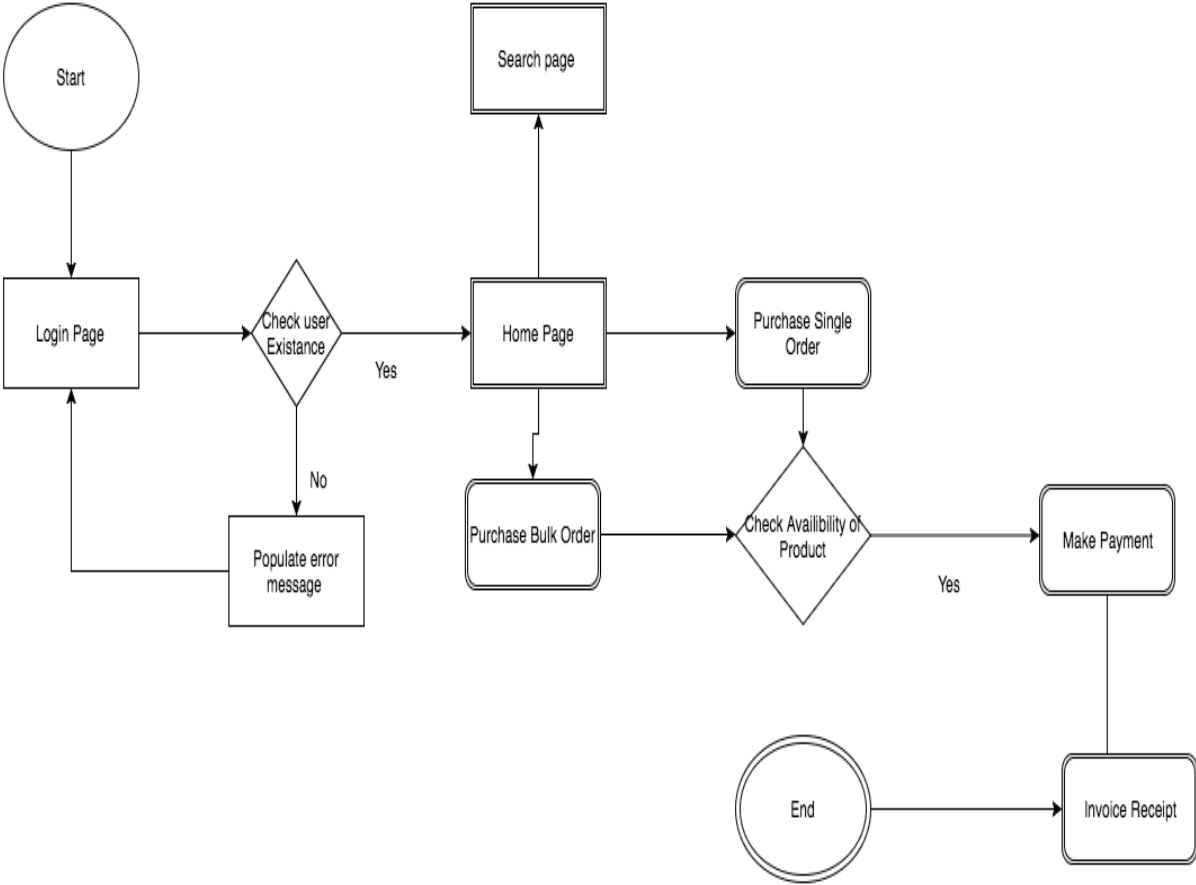 Start
Search page
Login Page
Check user
Existance
Yes
Home Page
Purchase Single
Order
No
Populate error
message
Purchase Bulk Order
Check Availibility of
Product
Yes
Make Payment
End
Invoice Receipt